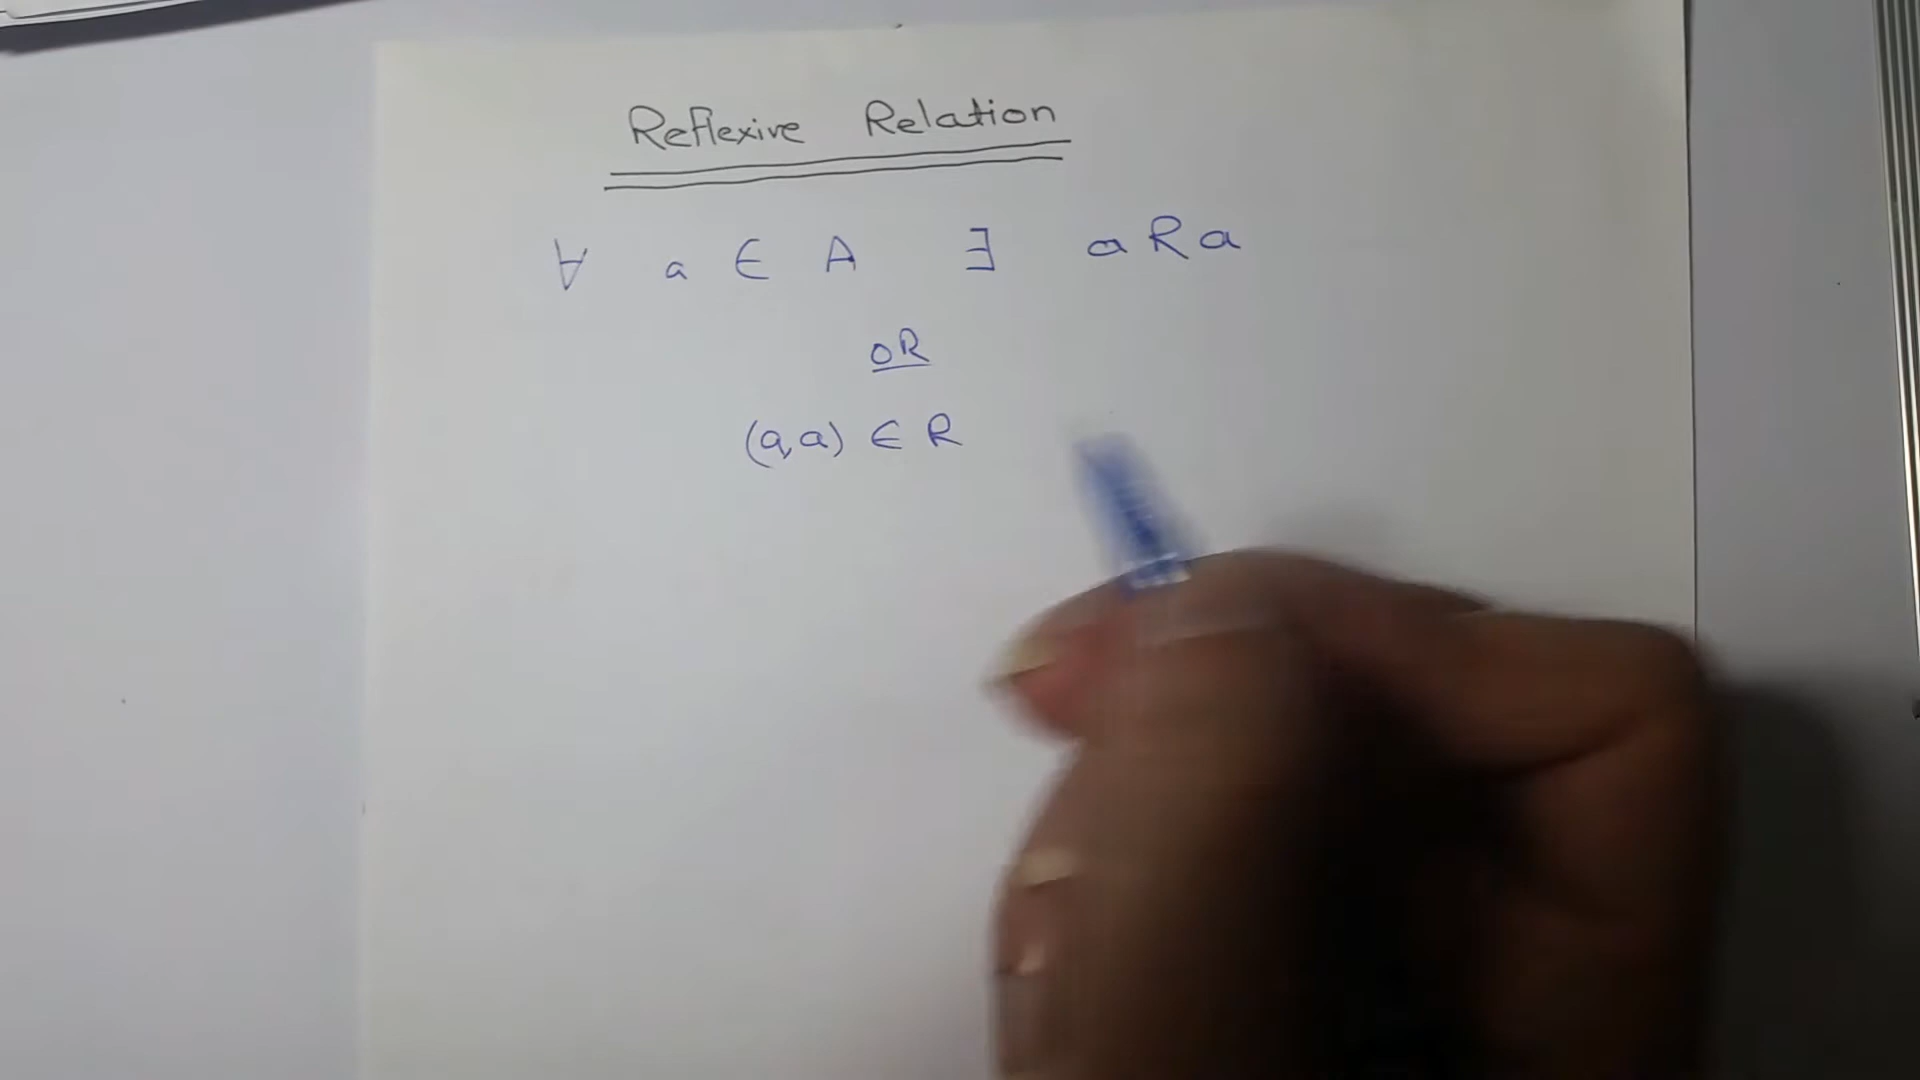 Reflexive Relation
∀ a ∈ A ∃ aRa
OR
(a,a) ∈ R